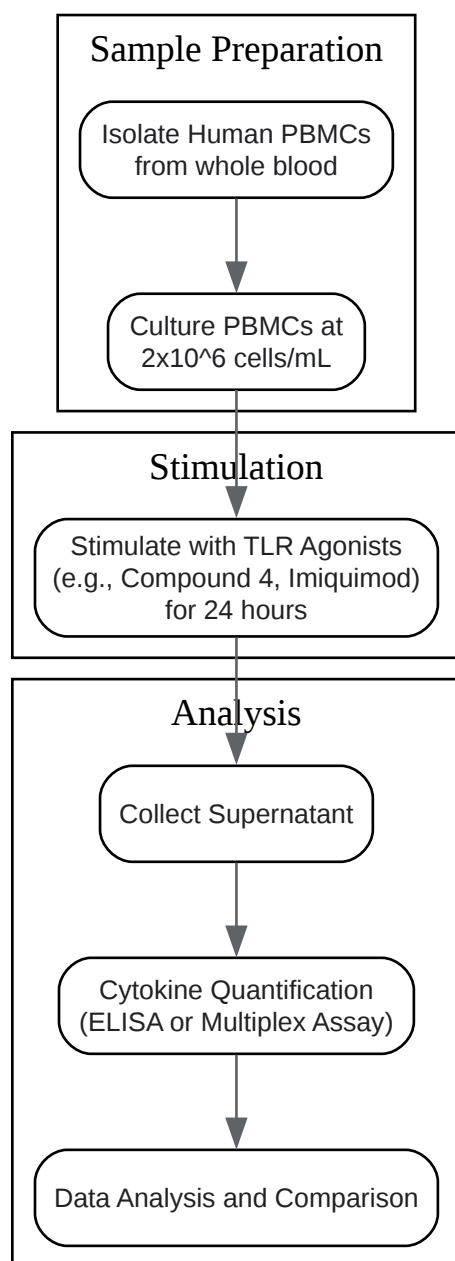 Sample Preparation
Isolate Human PBMCs
from whole blood
Culture PBMCs at
2x10^6 cells/mL
Stimulation
Stimulate with TLR Agonists
(e.g., Compound 4, Imiquimod)
for 24 hours
Analysis
Collect Supernatant
Cytokine Quantification
(ELISA or Multiplex Assay)
Data Analysis and Comparison